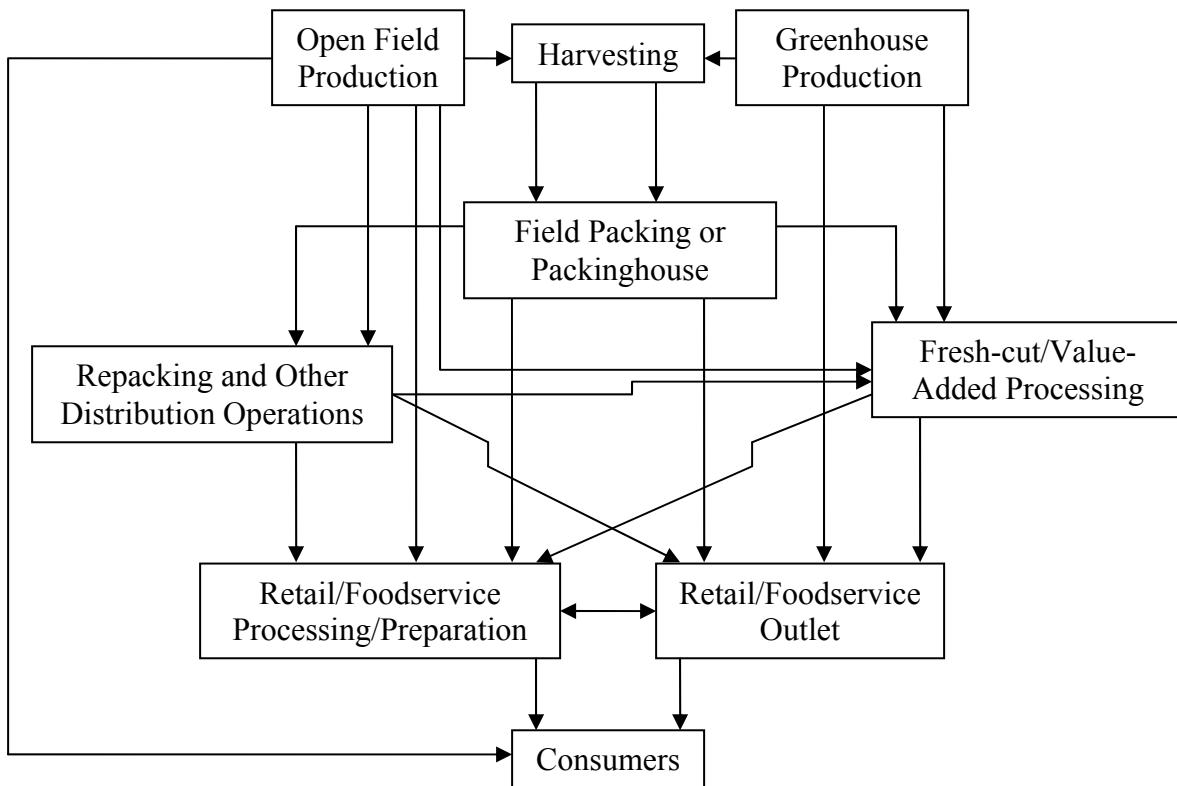 Open Field
Production
Harvesting
Greenhouse
Production
Field Packing or
Packinghouse
Repacking and Other
Distribution Operations
Fresh-cut/Value-
Added Processing
Retail/Foodservice
Processing/Preparation
Retail/Foodservice
Outlet
Consumers